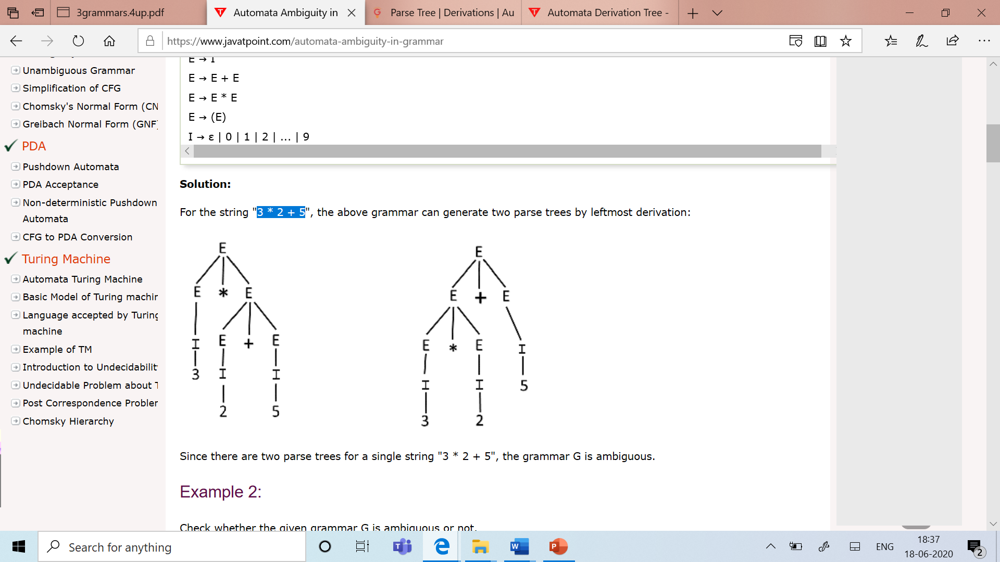 3grammars.4up.pdf
Automata Ambiguity in
Parse Tree | Derivations | Au
Automata Derivation Tree -
https://www.javatpoint.com/automata-ambiguity-in-grammar
Unambiguous Grammar
Simplification of CFG
Chomsky's Normal Form (CN
Greibach Normal Form (GNF)
PDA
Pushdown Automata
PDA Acceptance
Non-deterministic Pushdown
Automata
CFG to PDA Conversion
Turing Machine
Automata Turing Machine
Basic Model of Turing machin
Language accepted by Turing
machine
Example of TM
Introduction to Undecidabilit
Undecidable Problem about T
Post Correspondence Problem
Chomsky Hierarchy
E → I
E → E + E
E → E * E
E → (E)
I → ε | 0 | 1 | 2 | ... | 9
Solution:
For the string "3 * 2 + 5", the above grammar can generate two parse trees by leftmost derivation:
E
E * E
I E + E
3 I I
2 5
E
E + E
E * E I
I I 5
3 2
Since there are two parse trees for a single string "3 * 2 + 5", the grammar G is ambiguous.
Example 2:
Check whether the given grammar G is ambiguous or not.
Search for anything
ENG
18:37
18-06-2020
2